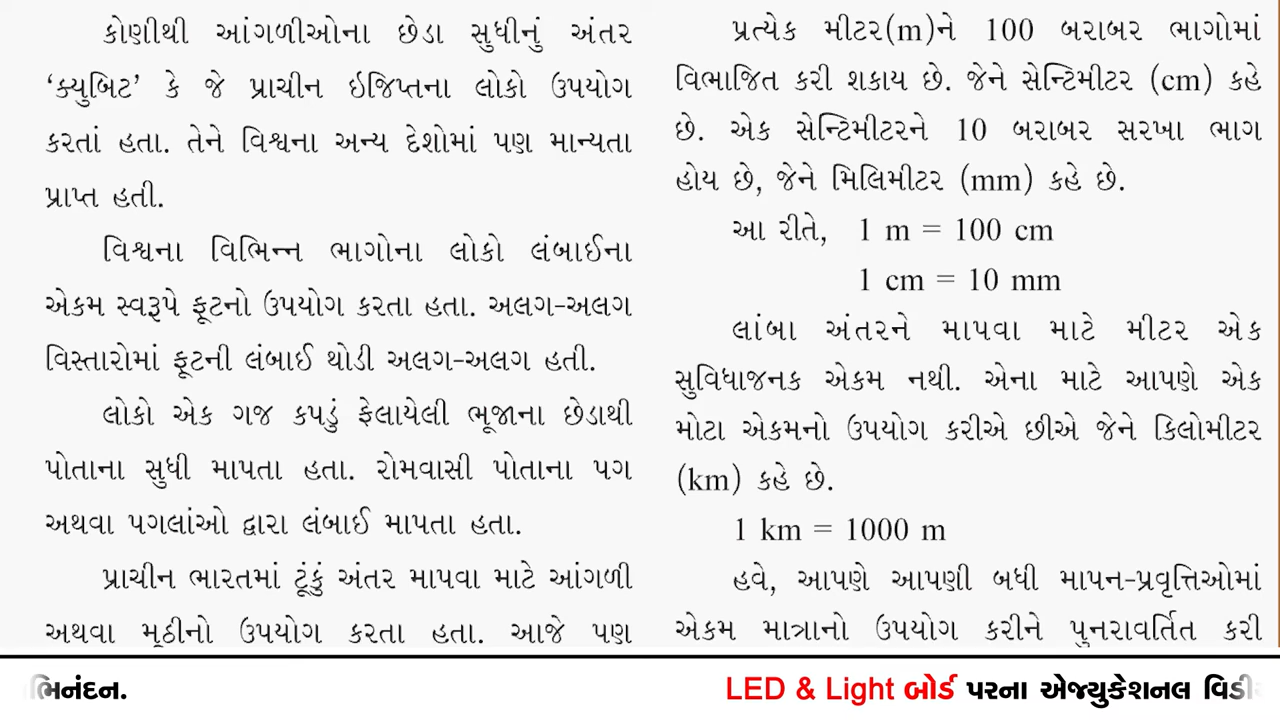 કોણીથી આંગળીઓના છેડા સુધીનું અંતર
‘ક્યુબિટ’ કે જે પ્રાચીન ઇજિપ્તના લોકો ઉપયોગ
કરતાં હતા. તેને વિશ્વના અન્ય દેશોમાં પણ માન્યતા
પ્રાપ્ત હતી.
વિશ્વના વિભિન્ન ભાગોના લોકો લંબાઈના
એકમ સ્વરૂપે ફૂટનો ઉપયોગ કરતા હતા. અલગ-અલગ
વિસ્તારોમાં ફૂટની લંબાઈ થોડી અલગ-અલગ હતી.
લોકો એક ગજ કપડું ફેલાયેલી ભૂજાના છેડાથી
પોતાના સુધી માપતા હતા. રોમવાસી પોતાના પગ
અથવા પગલાંઓ દ્વારા લંબાઈ માપતા હતા.
પ્રાચીન ભારતમાં ટૂંકું અંતર માપવા માટે આંગળી
અથવા મૂઠીનો ઉપયોગ કરતા હતા. આજે પણ
પ્રત્યેક મીટર(m)ને 100 બરાબર ભાગોમાં
વિભાજિત કરી શકાય છે. જેને સેન્ટિમીટર (cm) કહે
છે. એક સેન્ટિમીટરને 10 બરાબર સરખા ભાગ
હોય છે, જેને મિલિમીટર (mm) કહે છે.
આ રીતે, 1 m = 100 cm
1 cm = 10 mm
લાંબા અંતરને માપવા માટે મીટર એક
સુવિધાજનક એકમ નથી. એના માટે આપણે એક
મોટા એકમનો ઉપયોગ કરીએ છીએ જેને કિલોમીટર
(km) કહે છે.
1 km = 1000 m
હવે, આપણે આપણી બધી માપન-પ્રવૃત્તિઓમાં
એકમ માત્રાનો ઉપયોગ કરીને પુનરાવર્તિત કરી
ભિનંદન. LED & Light બોર્ડ પરના એજ્યુકેશનલ